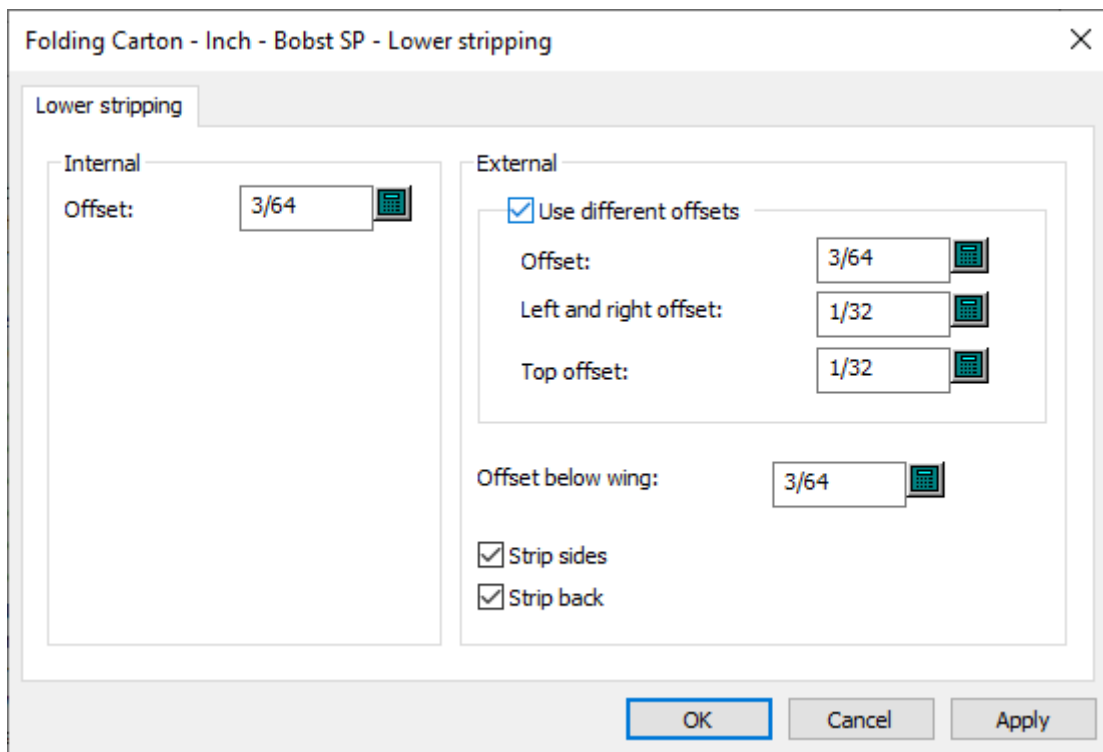 Folding Carton - Inch - Bobst SP - Lower stripping
Lower stripping
Internal
Offset:
3/64
External
Use different offsets
Offset:
3/64
Left and right offset:
1/32
Top offset:
1/32
Offset below wing:
3/64
Strip sides
Strip back
OK
Cancel
Apply